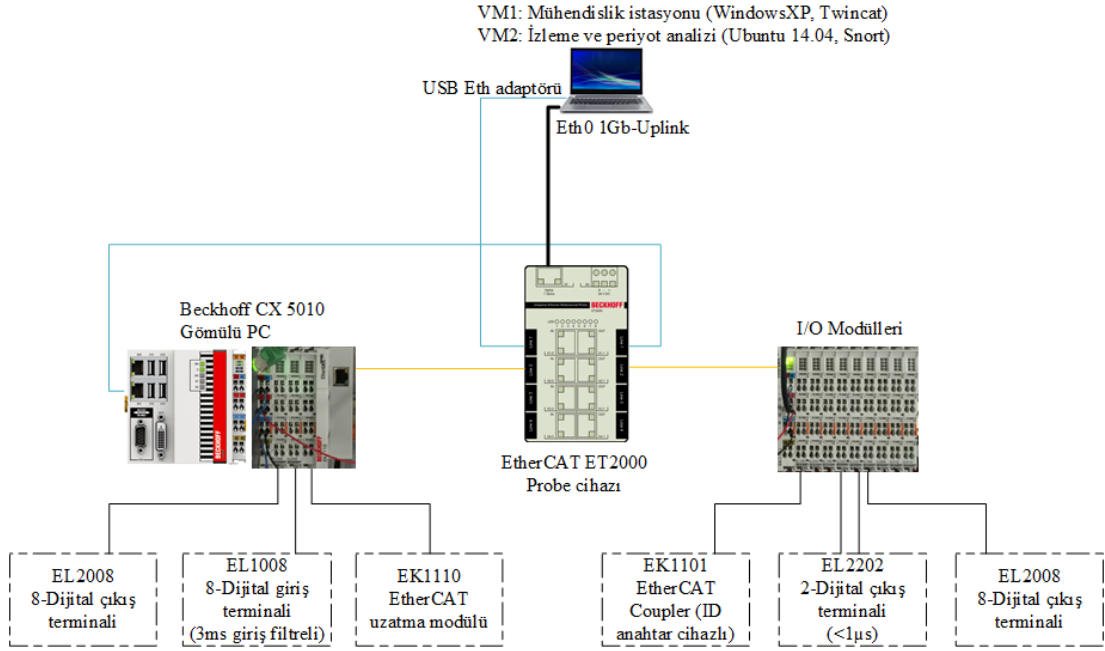 VM1: Mühendislik istasyonu (WindowsXP, Twincat)
VM2: İzleme ve periyot analizi (Ubuntu 14.04, Snort)
USB Eth adaptörü
Eth0 1Gb-Uplink
Beckhoff CX 5010
Gömülü PC
BECKHOFF
BECKHOFF
BECKHOFF
I/O Modülleri
EtherCAT ET2000
Probe cihazı
EL2008
8-Dijital çıkış
terminali
EL1008
8-Dijital giriş
terminali
(3ms giriş filtreli)
EK1110
EtherCAT
uzatma modülü
EK1101
EtherCAT
Coupler (ID
anahtar cihazlı)
EL2202
2-Dijital çıkış
terminali
(<1µs)
EL2008
8-Dijital çıkış
terminali